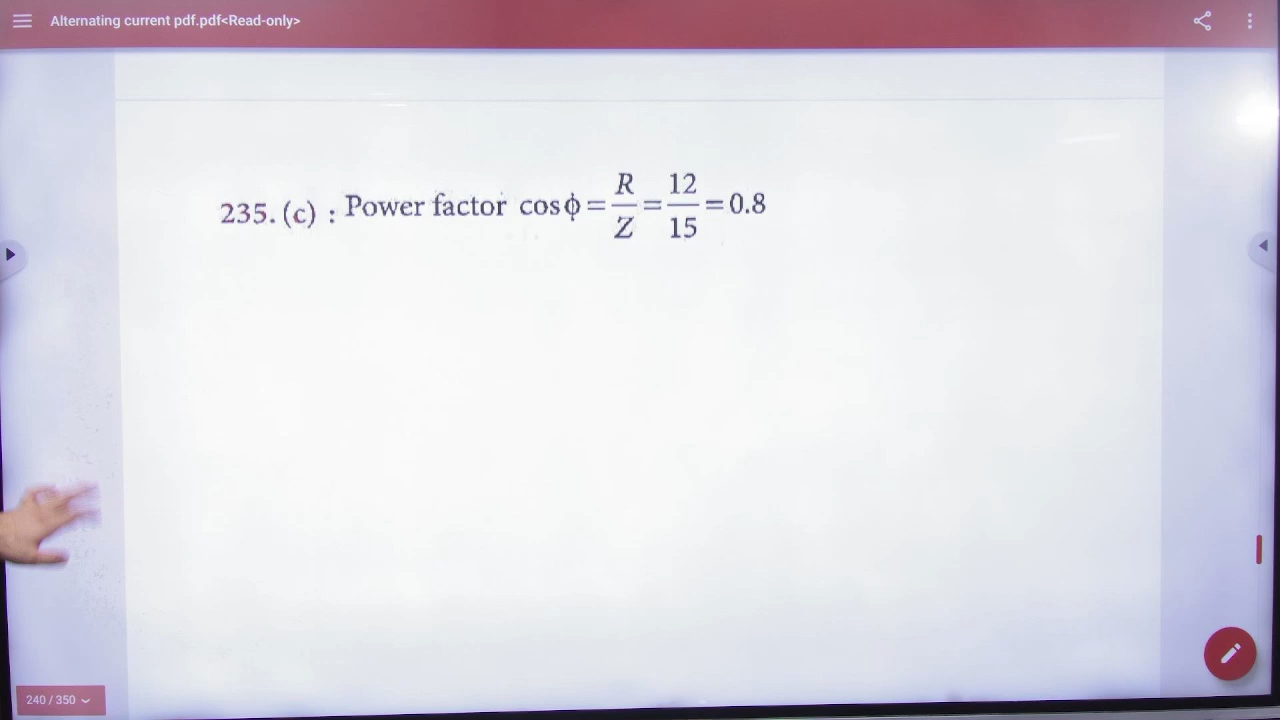 Alternating current pdf.pdf<Read-only>
235. (c) : Power factor cos ϕ = R/Z = 12/15 = 0.8
240 / 350